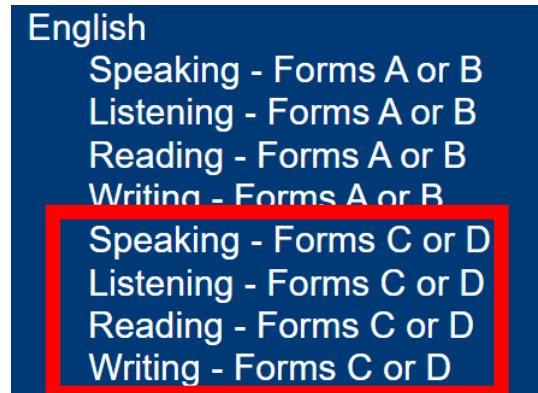 English
Speaking - Forms A or B
Listening - Forms A or B
Reading - Forms A or B
Writing - Forms A or B
Speaking - Forms C or D
Listening - Forms C or D
Reading - Forms C or D
Writing - Forms C or D